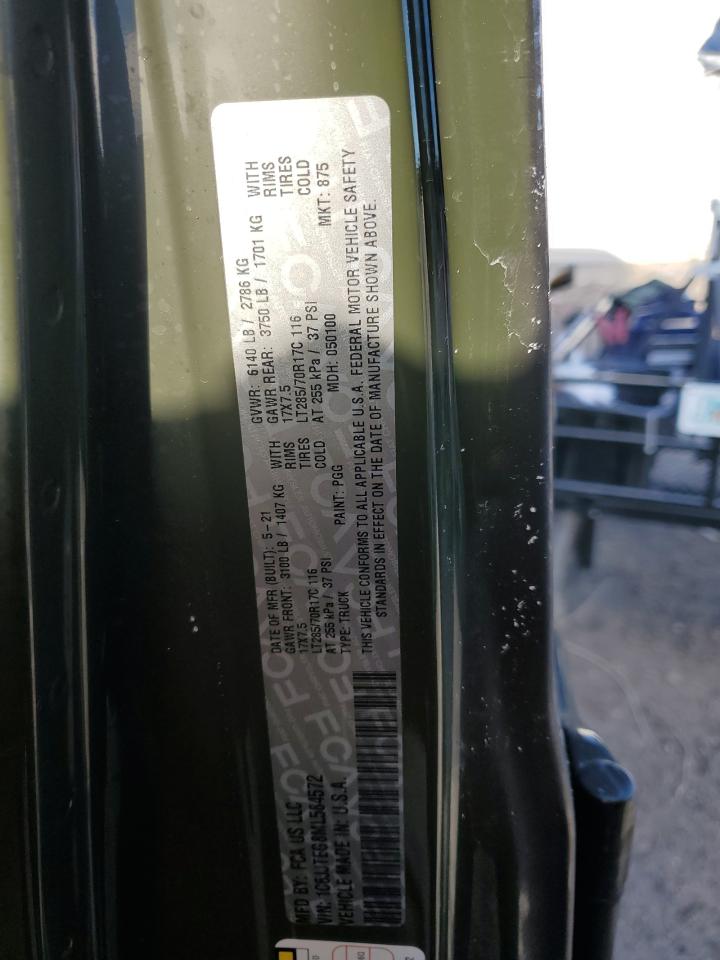 MFD BY: FCA US LLC
DATE OF MFR (BUILT): 5-21
GVWR: 6140 LB / 2786 KG
GAWR FRONT: 3100 LB / 1407 KG
WITH
GAWR REAR: 3750 LB / 1701 KG
WITH
17X7.5
RIMS
17X7.5
RIMS
LT285/70R17C 116
TIRES
LT285/70R17C 116
TIRES
AT 255 kPa / 37 PSI
COLD
AT 255 kPa / 37 PSI
COLD
VIN: 1C6JJTEG8ML564572
TYPE: TRUCK
PAINT: PGG
MDH: 050100
MKT: 875
VEHICLE MADE IN: U.S.A.
THIS VEHICLE CONFORMS TO ALL APPLICABLE U.S.A. FEDERAL MOTOR VEHICLE SAFETY
STANDARDS IN EFFECT ON THE DATE OF MANUFACTURE SHOWN ABOVE.